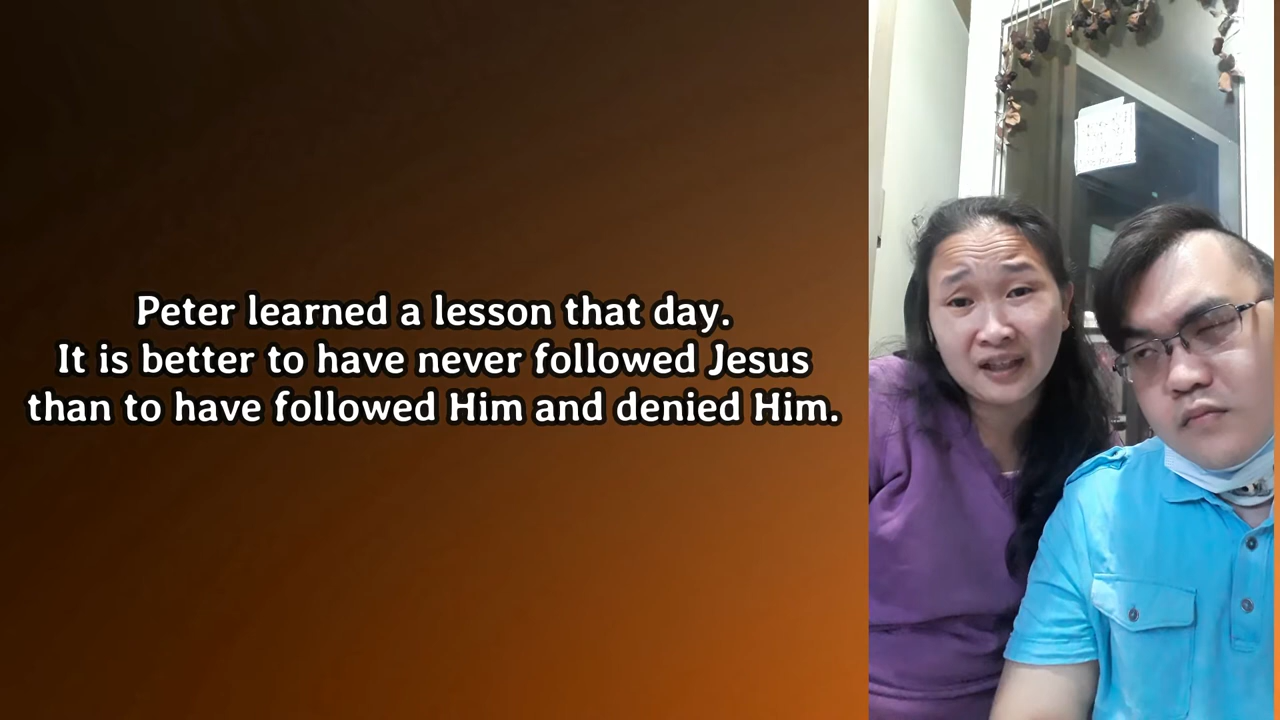 Peter learned a lesson that day.
It is better to have never followed Jesus
than to have followed Him and denied Him.